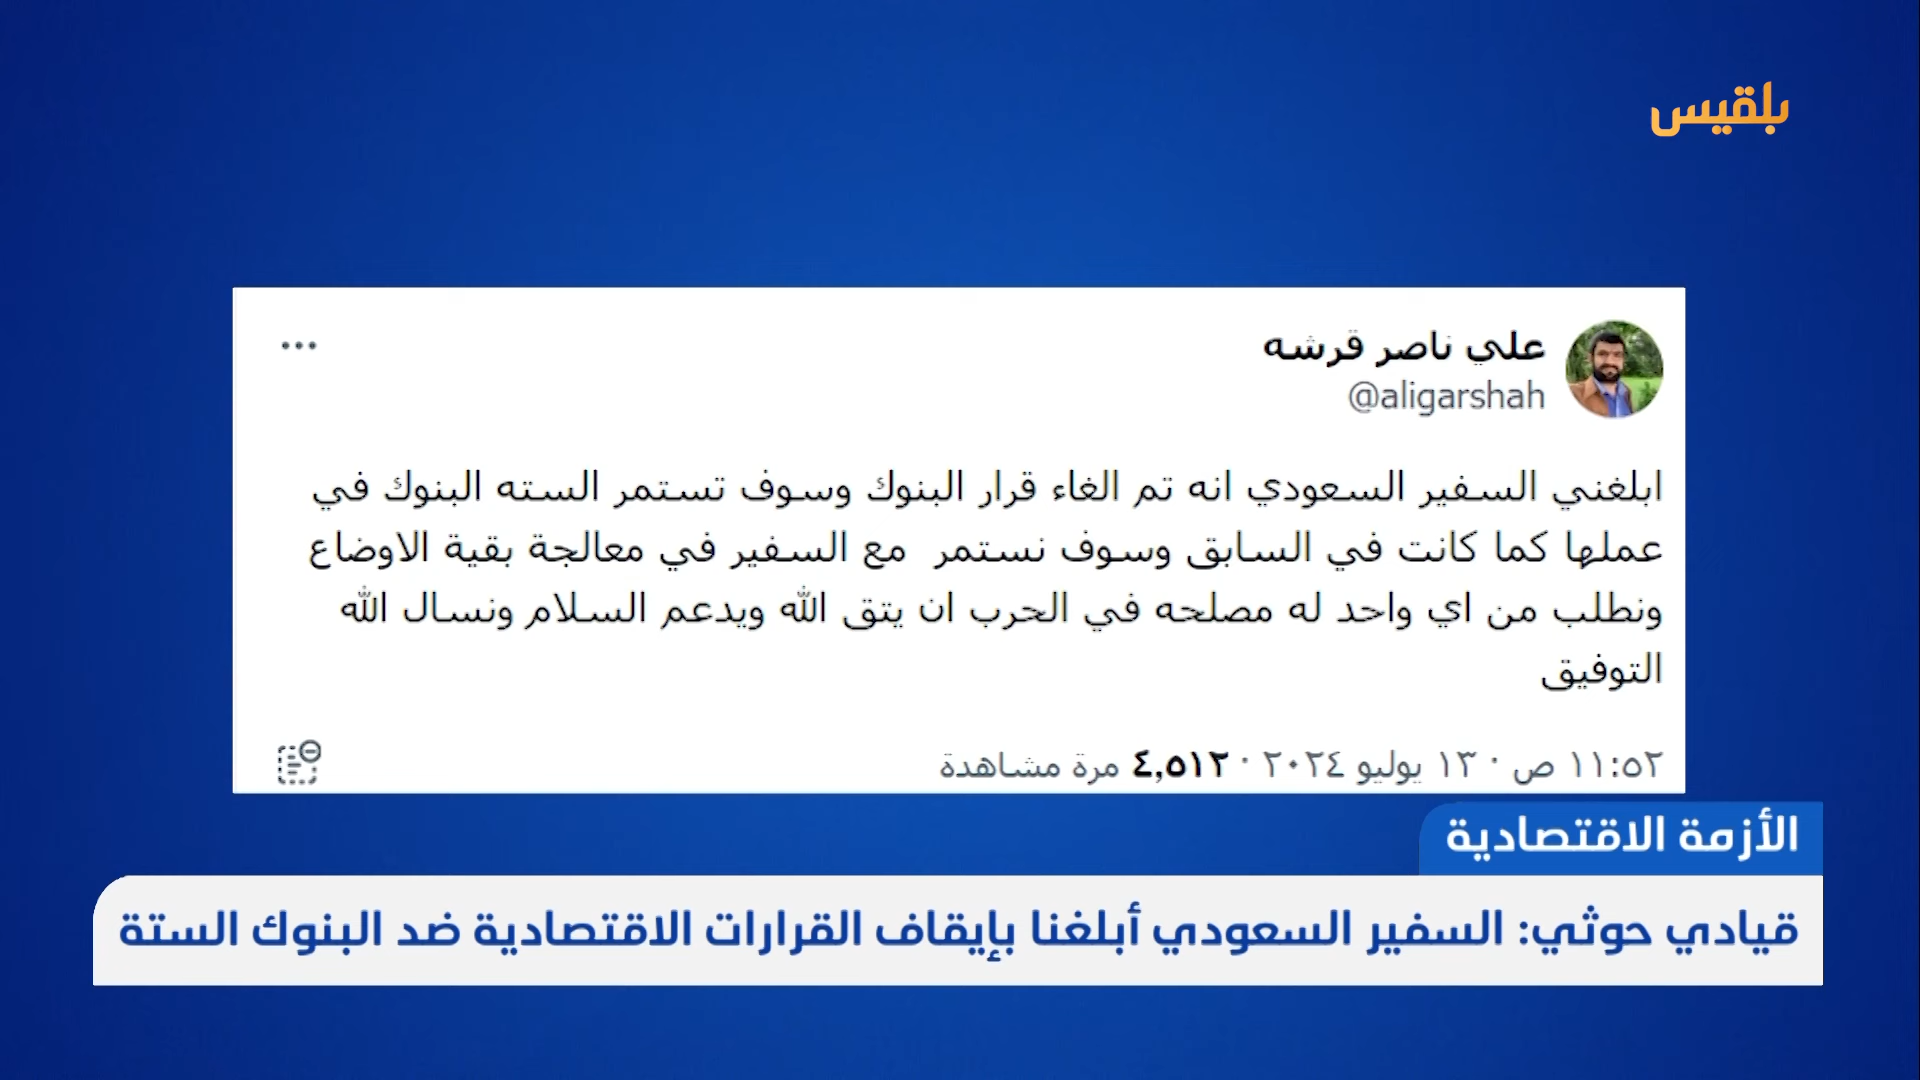 بلقيس
علي ناصر قرشه
@aligarshah
ابلغني السفير السعودي انه تم الغاء قرار البنوك وسوف تستمر السته البنوك في
عملها كما كانت في السابق وسوف نستمر مع السفير في معالجة بقية الاوضاع
ونطلب من اي واحد له مصلحه في الحرب ان يتق الله ويدعم السلام ونسال الله
التوفيق
١١:٥٢ ص · ١٣ يوليو ٢٠٢٤ · ٤,٥١٢ مرة مشاهدة
الأزمة الاقتصادية
قيادي حوثي: السفير السعودي أبلغنا بإيقاف القرارات الاقتصادية ضد البنوك الستة